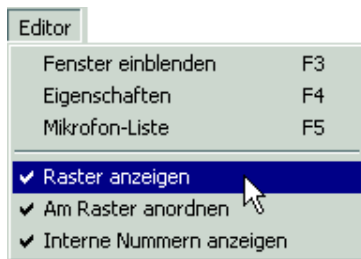 Editor
Fenster einblenden F3
Eigenschaften F4
Mikrofon-Liste F5
Raster anzeigen
Am Raster anordnen
Interne Nummern anzeigen